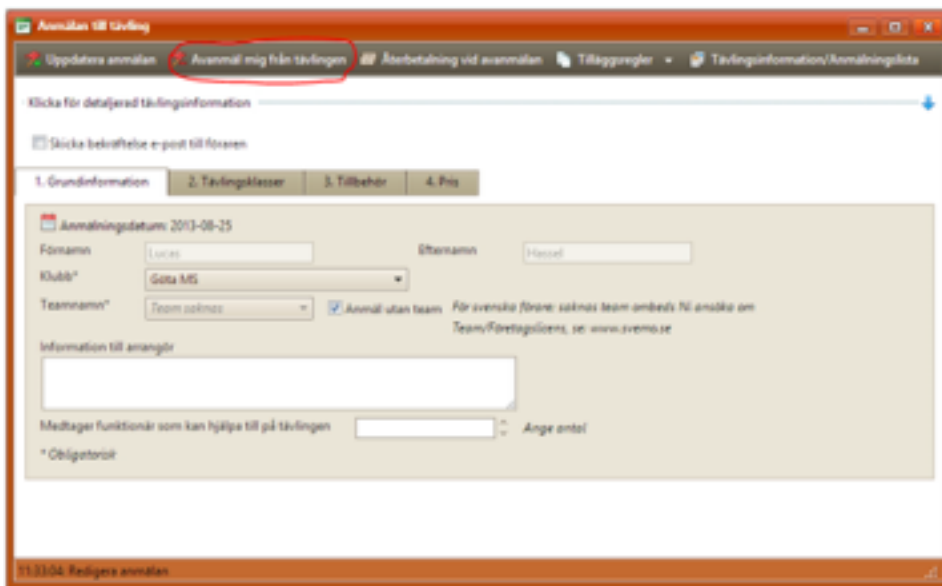 Anmälan till tävling
Uppdatera anmälan Avanmäl mig från tävlingen Återbetalning vid avanmälan Tilläggsregler Tävlingsinformation/Anmälningslista
Klicka för detaljerad tävlingsinformation
Skicka bekräftelse e-post till föraren
1. Grundinformation 2. Tävlingsklasser 3. Tillbehör 4. Pris
Anmälningsdatum: 2013-08-25
Förnamn Lucas Efternamn Hassel
Klubb* Göta MS
Teamnamn* Team saknas Anmäl utan team För svenska förare: saknas team ombeds Ni ansöka om
Team/Företagslicens, se: www.svemo.se
Information till arrangör
Medtager funktionär som kan hjälpa till på tävlingen Ange antal
* Obligatorisk
11:33:04: Redigera anmälan